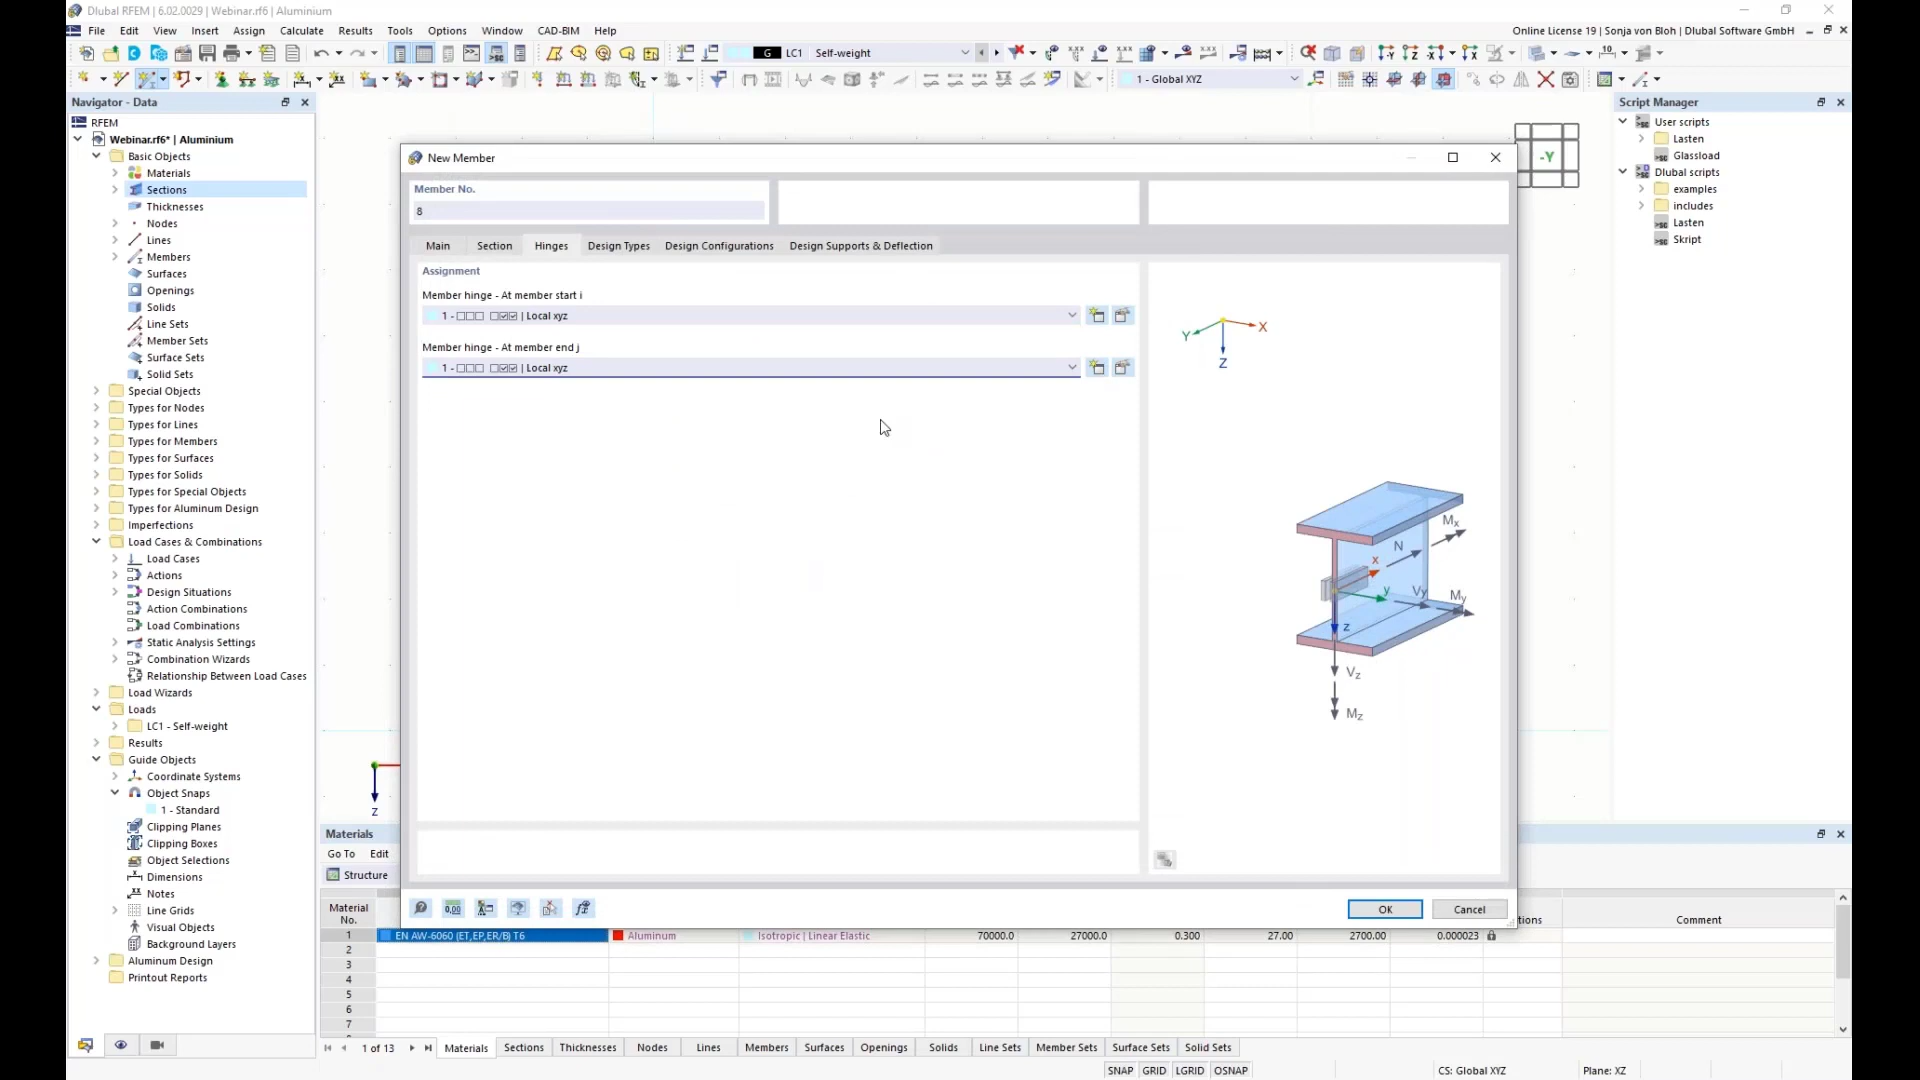 Dlubal RFEM | 6.02.0029 | Webinar.rf6* | Aluminium
File Edit View Insert Assign Calculate Results Tools Options Window CAD-BIM Help
Online License 19 | Sonja von Bloh | Dlubal Software GmbH
G LC1 Self-weight
1 - Global XYZ
Navigator - Data
RFEM
Webinar.rf6* | Aluminium
Basic Objects
Materials
Sections
Thicknesses
Nodes
Lines
Members
Surfaces
Openings
Solids
Line Sets
Member Sets
Surface Sets
Solid Sets
Special Objects
Types for Nodes
Types for Lines
Types for Members
Types for Surfaces
Types for Solids
Types for Special Objects
Types for Aluminum Design
Imperfections
Load Cases & Combinations
Load Cases
Actions
Design Situations
Action Combinations
Load Combinations
Static Analysis Settings
Combination Wizards
Relationship Between Load Cases
Load Wizards
Loads
LC1 - Self-weight
Results
Guide Objects
Coordinate Systems
Object Snaps
1 - Standard
Clipping Planes
Clipping Boxes
Object Selections
Dimensions
Notes
Line Grids
Visual Objects
Background Layers
Aluminum Design
Printout Reports
New Member
Member No.
8
Main Section Hinges Design Types Design Configurations Design Supports & Deflection
Assignment
Member hinge - At member start i
1 - ☐☐☐ ☐☑☑ | Local xyz
Member hinge - At member end j
1 - ☐☐☐ ☐☑☑ | Local xyz
X
Y
Z
Mx
N
x
y
Vy
My
z
Vz
Mz
OK Cancel
-Y
Z
Script Manager
User scripts
Lasten
Glassload
Dlubal scripts
examples
includes
Lasten
Skript
Materials
Go To Edit
Structure
Material
No.
tions
Comment
1 EN AW-6060 (ET,EP,ER/B) T6 Aluminum Isotropic | Linear Elastic 70000.0 27000.0 0.300 27.00 2700.00 0.000023
2
3
4
5
6
7
1 of 13 Materials Sections Thicknesses Nodes Lines Members Surfaces Openings Solids Line Sets Member Sets Surface Sets Solid Sets
SNAP GRID LGRID OSNAP CS: Global XYZ Plane: XZ